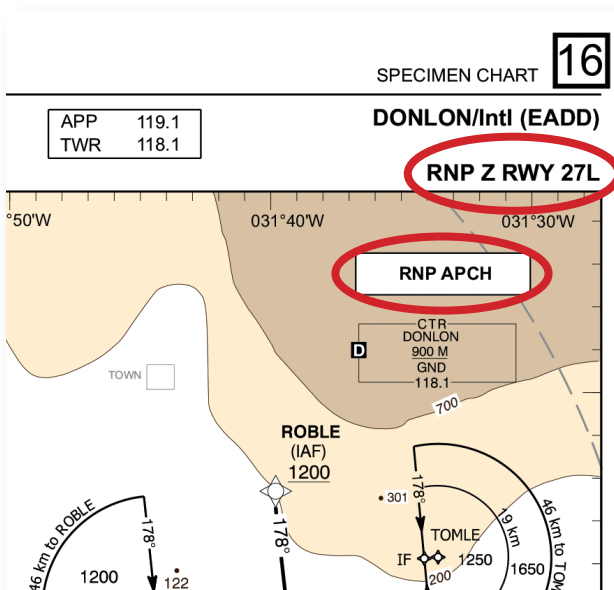 SPECIMEN CHART 16
APP 119.1
TWR 118.1
DONLON/Intl (EADD)
RNP Z RWY 27L
°50'W
031°40'W
031°30'W
RNP APCH
CTR
DONLON
D
900 M
GND
118.1
TOWN
700
ROBLE
(IAF)
1200
301
178°
178°
178°
46 km to ROBLE
19 km
46 km to TOM
TOMLE
IF
1250
1650
1200
122
200